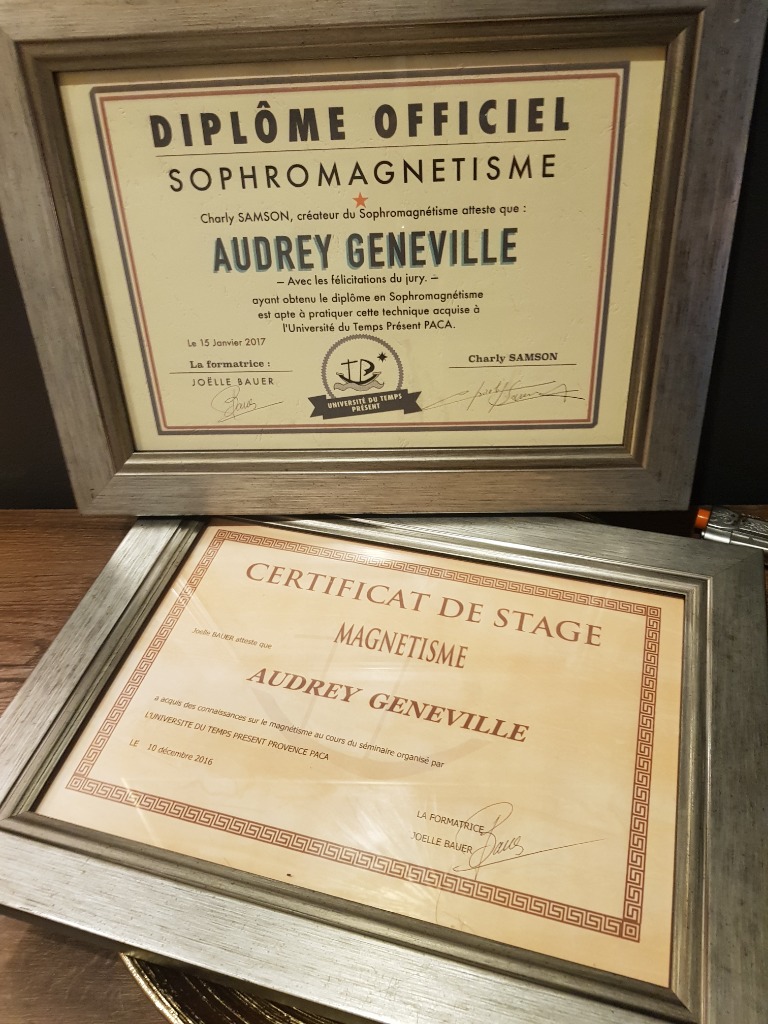 DIPLÔME OFFICIEL
SOPHROMAGNETISME
Charly SAMSON, créateur du Sophromagnétisme atteste que :
AUDREY GENEVILLE
— Avec les félicitations du jury. —
ayant obtenu le diplôme en Sophromagnétisme
est apte à pratiquer cette technique acquise à
l'Université du Temps Présent PACA.
Le 15 Janvier 2017
La formatrice :
JOËLLE BAUER
Charly SAMSON
UNIVERSITÉ DU TEMPS
PRÉSENT
CERTIFICAT DE STAGE
MAGNETISME
Joelle BAUER atteste que
AUDREY GENEVILLE
a acquis des connaissances sur le magnétisme au cours du séminaire organisé par
L'UNIVERSITE DU TEMPS PRESENT PROVENCE PACA
LE 10 décembre 2016
LA FORMATRICE
JOELLE BAUER
Bauer